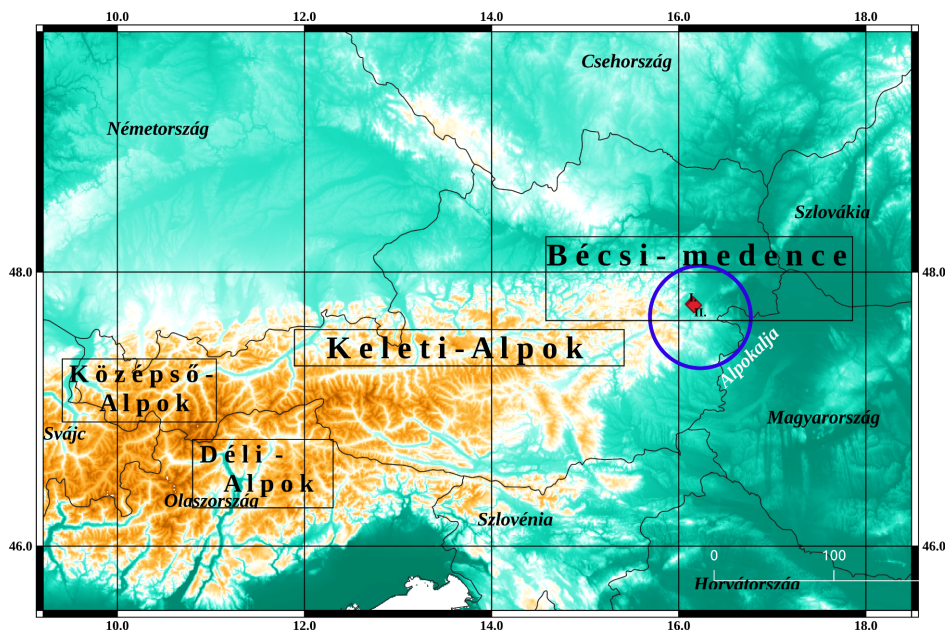 10.0 12.0 14.0 16.0 18.0
Csehország
Németország
Szlovákia
Bécsi- medence
48.0 48.0
I.
II.
Keleti-Alpok
Alpokalja
Középső-
Alpok
Magyarország
Svájc
Déli -
Alpok
Olaszország
Szlovénia
46.0 46.0
0 100
Horvátország
10.0 12.0 14.0 16.0 18.0